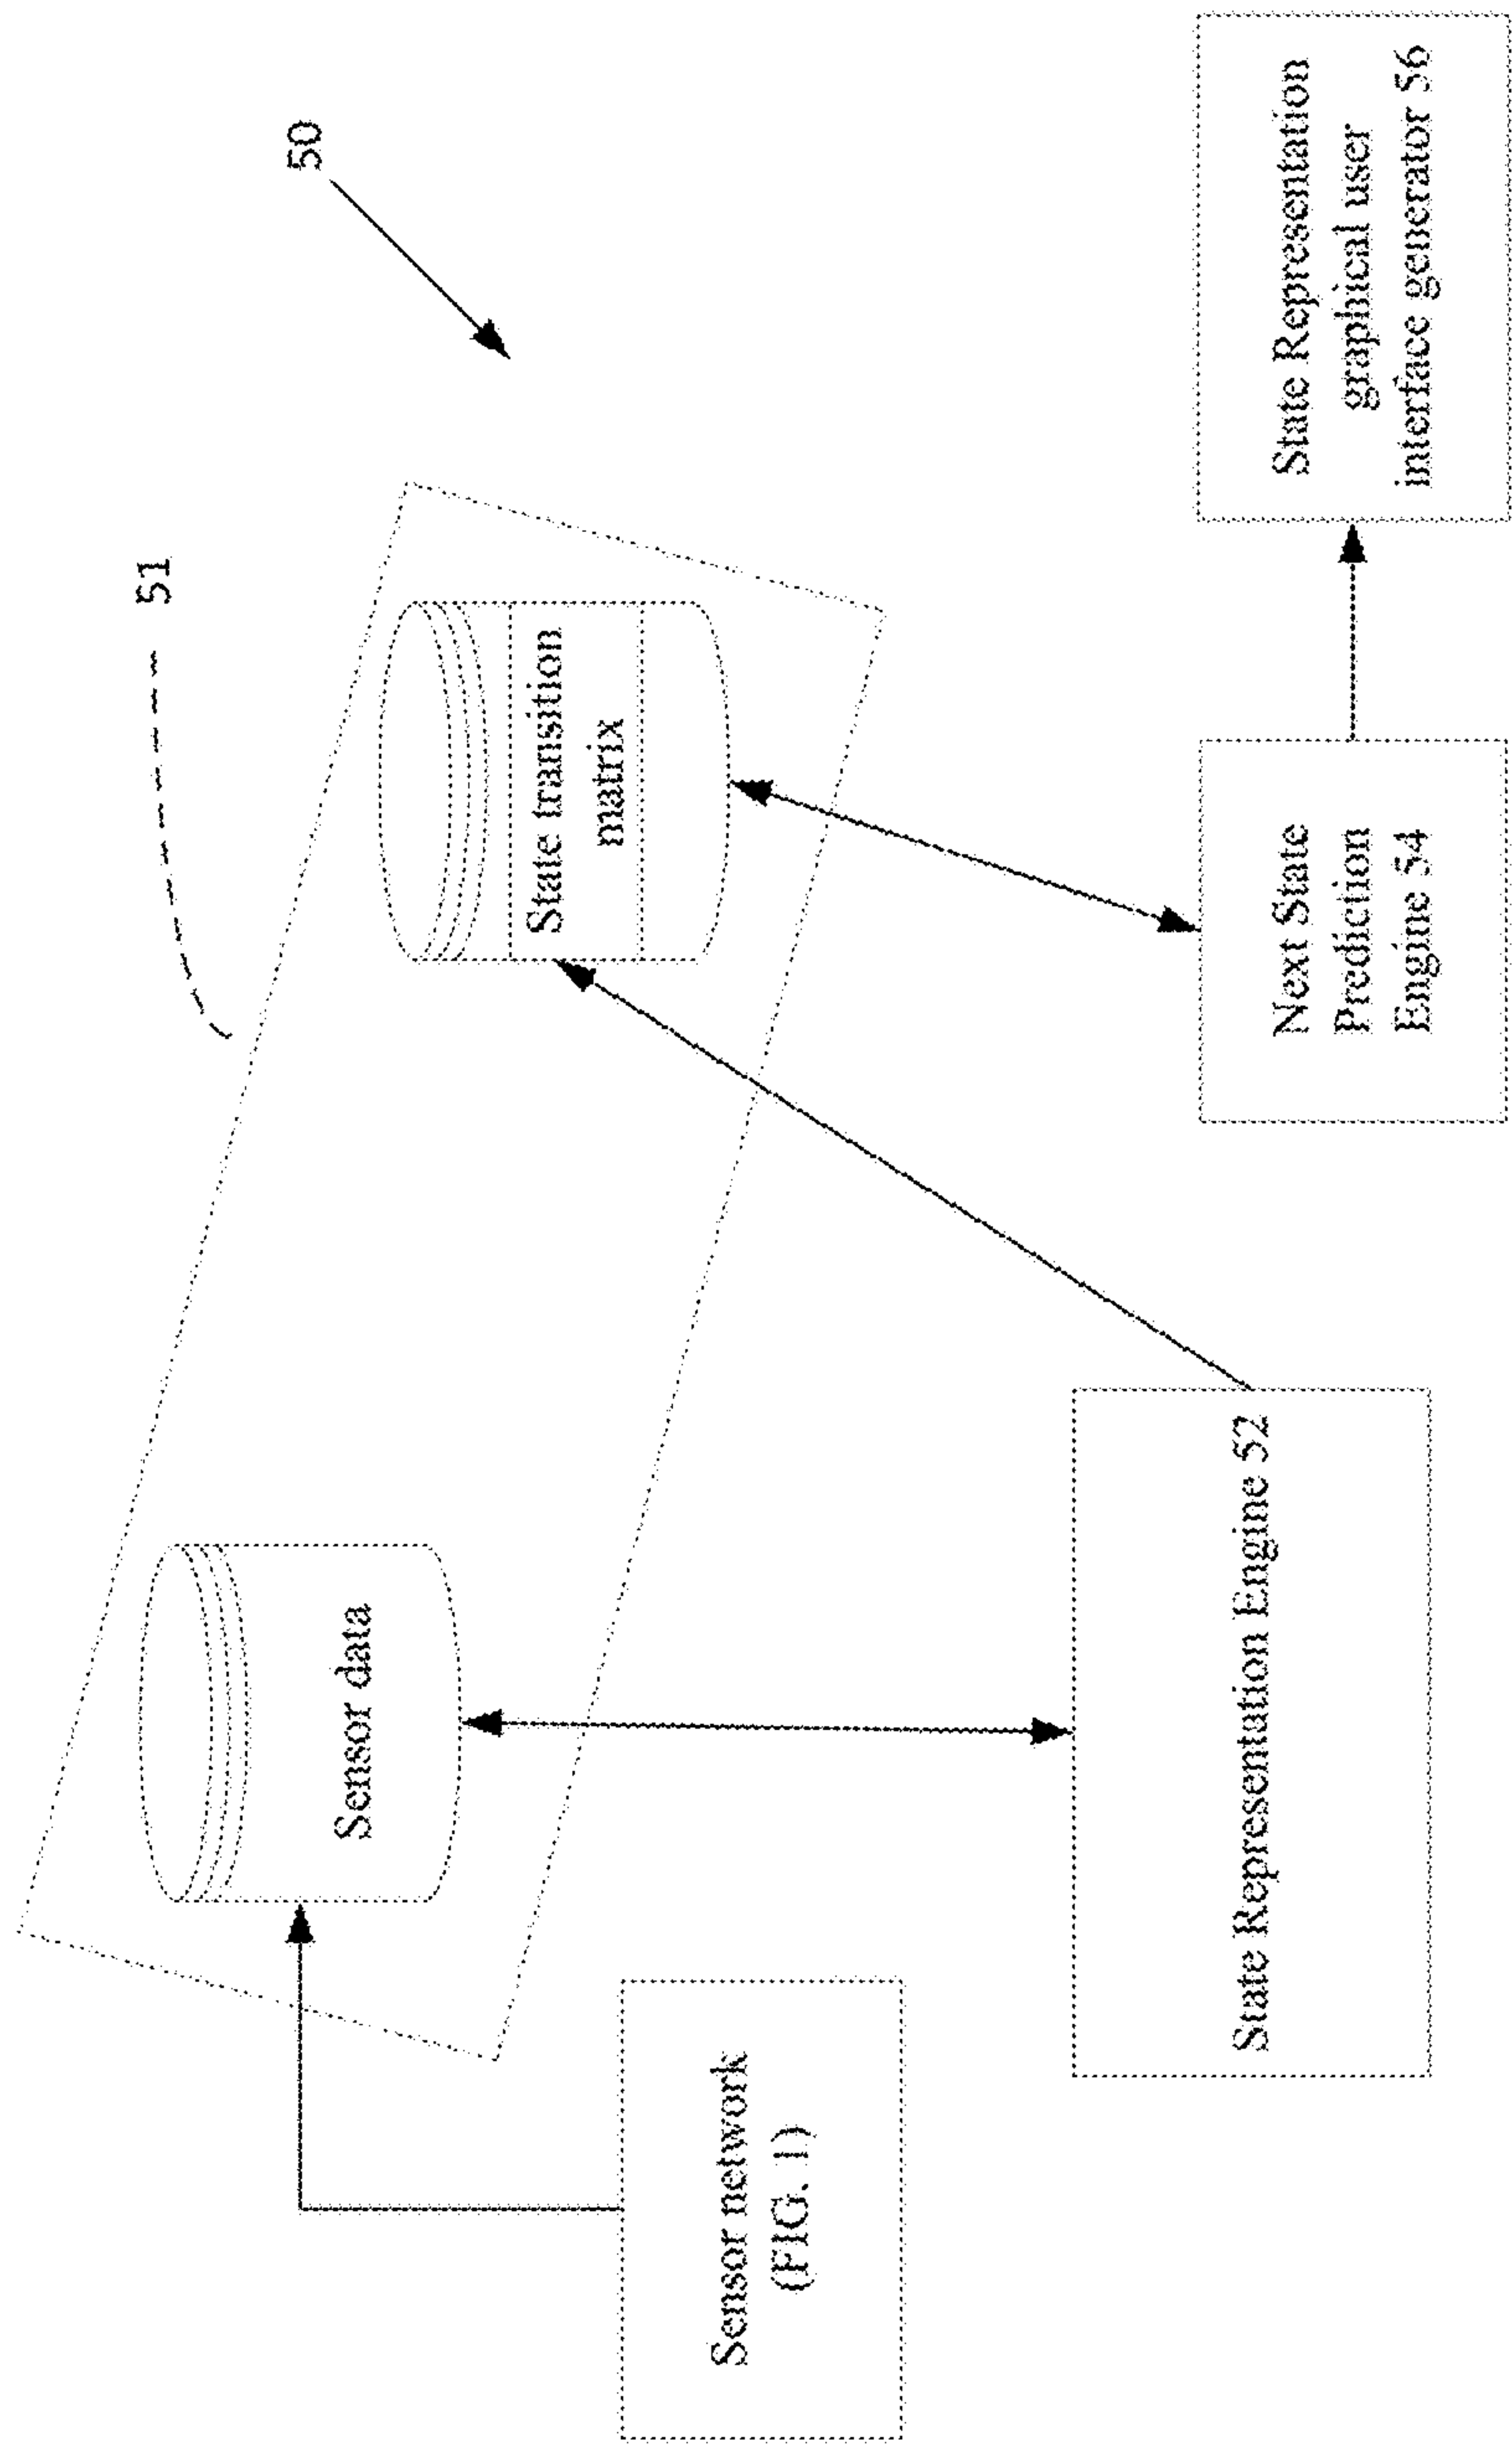 50
51
Sensor data
State transition
matrix
Sensor network
(FIG. 1)
State Representation Engine 52
Next State
Prediction
Engine 54
State Representation
graphical user
interface generator 56